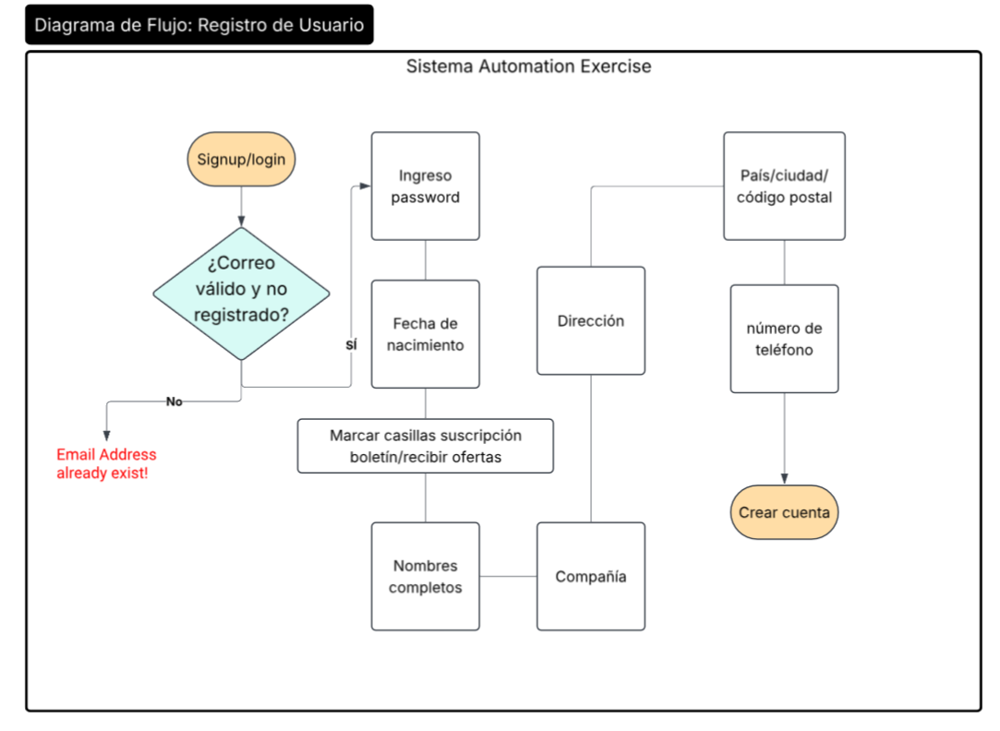 Diagrama de Flujo: Registro de Usuario
Sistema Automation Exercise
Signup/login
¿Correo
válido y no
registrado?
No
Email Address
already exist!
SÍ
Ingreso
password
Fecha de
nacimiento
Marcar casillas suscripción
boletín/recibir ofertas
Nombres
completos
Compañía
Dirección
País/ciudad/
código postal
número de
teléfono
Crear cuenta